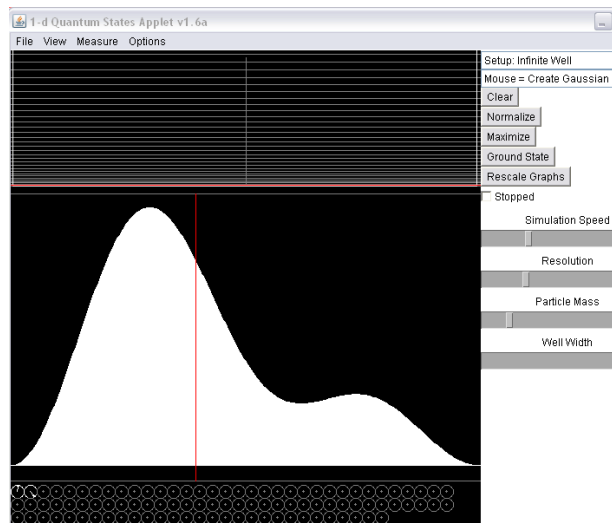 1-d Quantum States Applet v1.6a
File View Measure Options
Setup: Infinite Well
Mouse = Create Gaussian
Clear
Normalize
Maximize
Ground State
Rescale Graphs
Stopped
Simulation Speed
Resolution
Particle Mass
Well Width